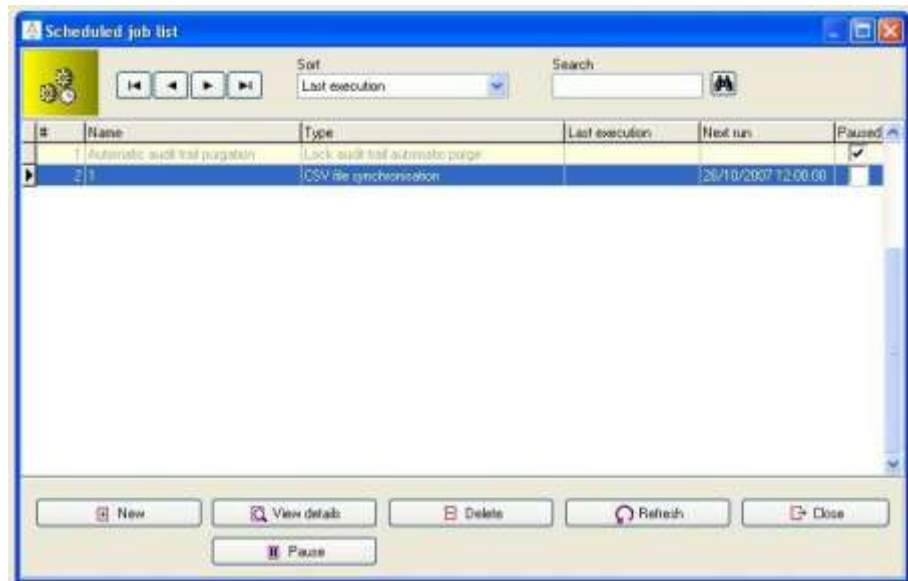 Scheduled job list
Sort Search
Last execution
# Name Type Last execution Next run Paused
1 Automatic audit trail purgation Lock audit trail automatic purge
2 1 CSV file synchronisation 26/10/2007 12:00:00
New View details Delete Refresh Close
Pause